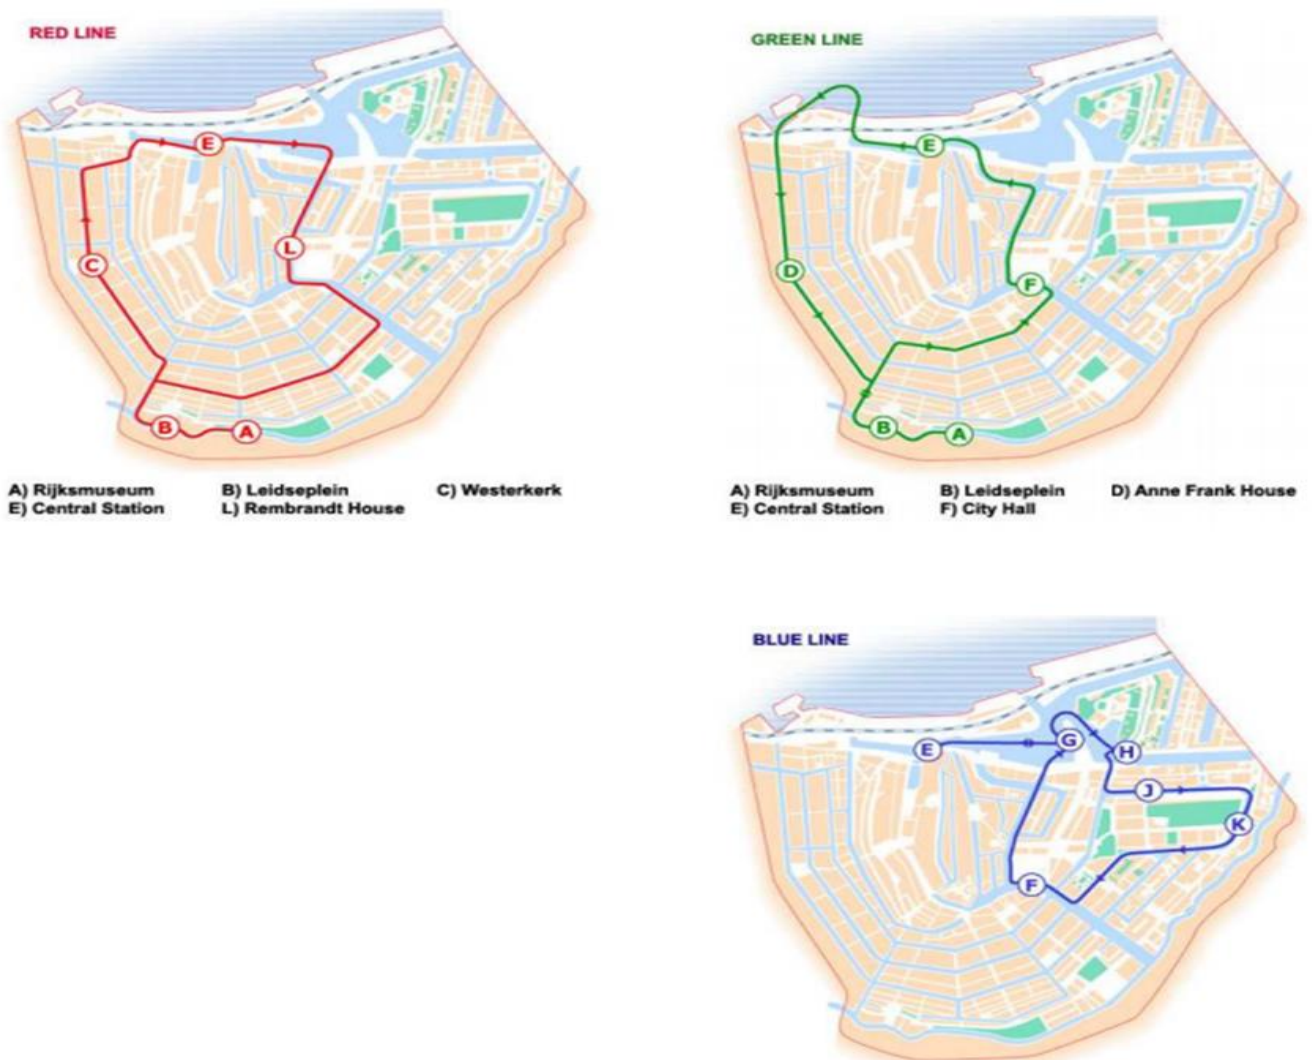 RED LINE
E
C
L
B
A
A) Rijksmuseum B) Leidseplein C) Westerkerk
E) Central Station L) Rembrandt House
GREEN LINE
E
D
F
B
A
A) Rijksmuseum B) Leidseplein D) Anne Frank House
E) Central Station F) City Hall
BLUE LINE
E
G
H
J
K
F